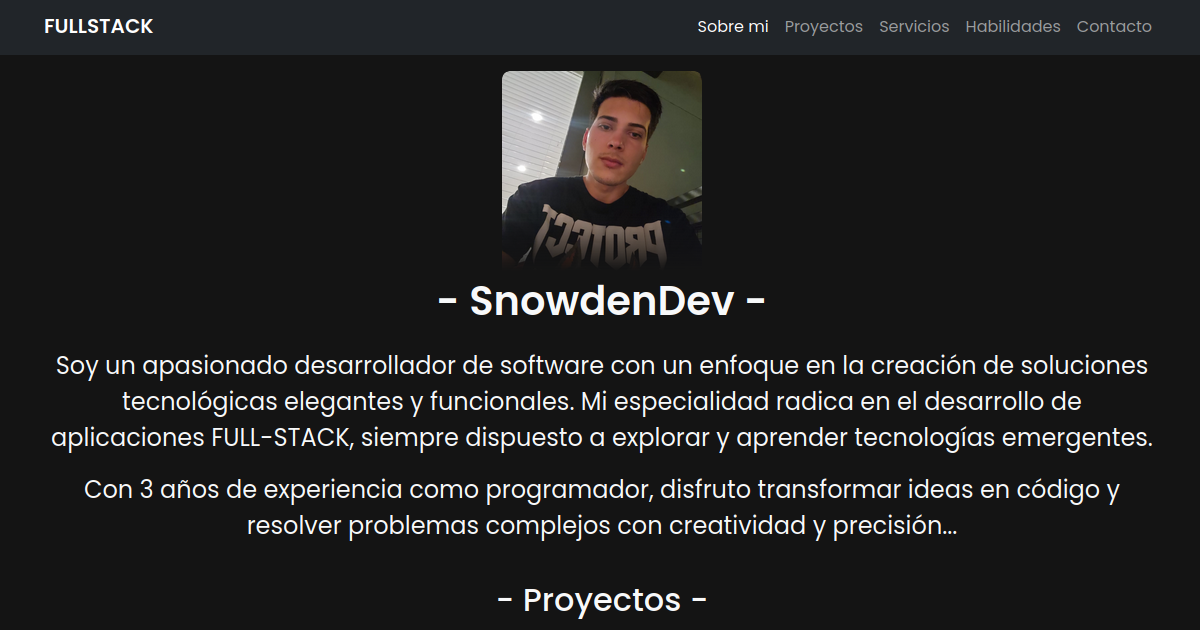 FULLSTACK
Sobre mi Proyectos Servicios Habilidades Contacto
PROTECT
- SnowdenDev -
Soy un apasionado desarrollador de software con un enfoque en la creación de soluciones
tecnológicas elegantes y funcionales. Mi especialidad radica en el desarrollo de
aplicaciones FULL-STACK, siempre dispuesto a explorar y aprender tecnologías emergentes.
Con 3 años de experiencia como programador, disfruto transformar ideas en código y
resolver problemas complejos con creatividad y precisión...
- Proyectos -